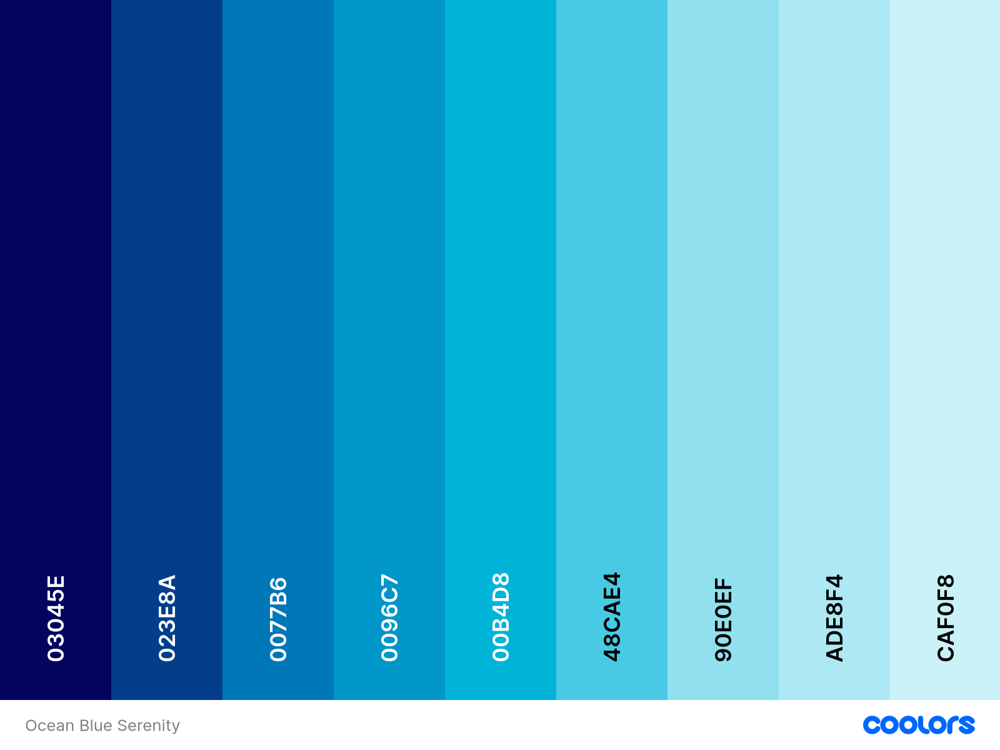 03045E
023E8A
0077B6
0096C7
00B4D8
48CAE4
90E0EF
ADE8F4
CAF0F8
Ocean Blue Serenity
coolors